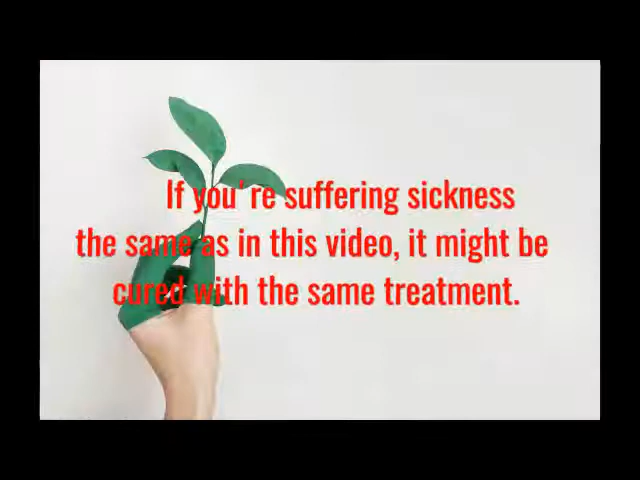 If you're suffering sickness
the same as in this video, it might be
cured with the same treatment.